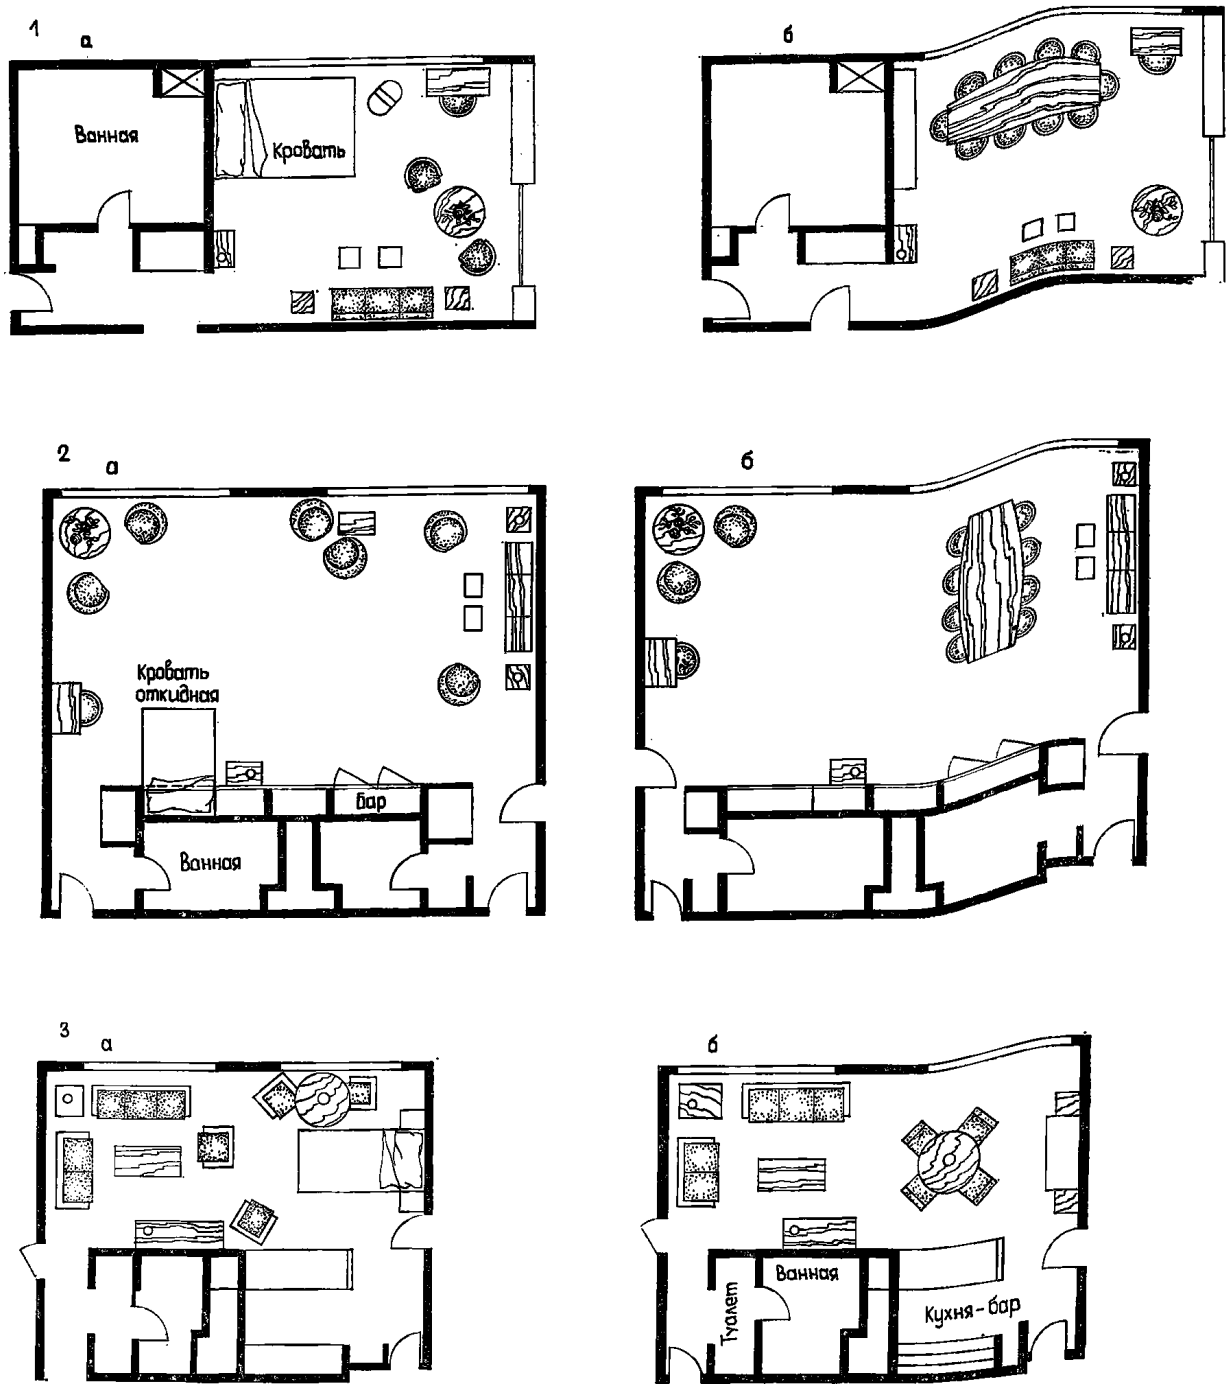 1
а
б
Ванная
Кровать
2
а
б
Кровать
откидная
Бар
Ванная
3
а
б
Ванная
Туалет
Кухня-бар